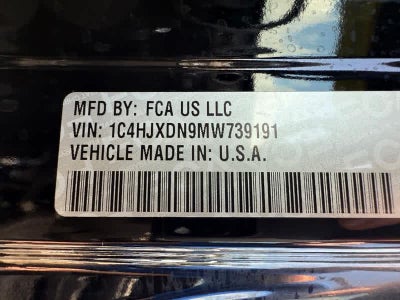 MFD BY: FCA US LLC
VIN: 1C4HJXDN9MW739191
VEHICLE MADE IN: U.S.A.